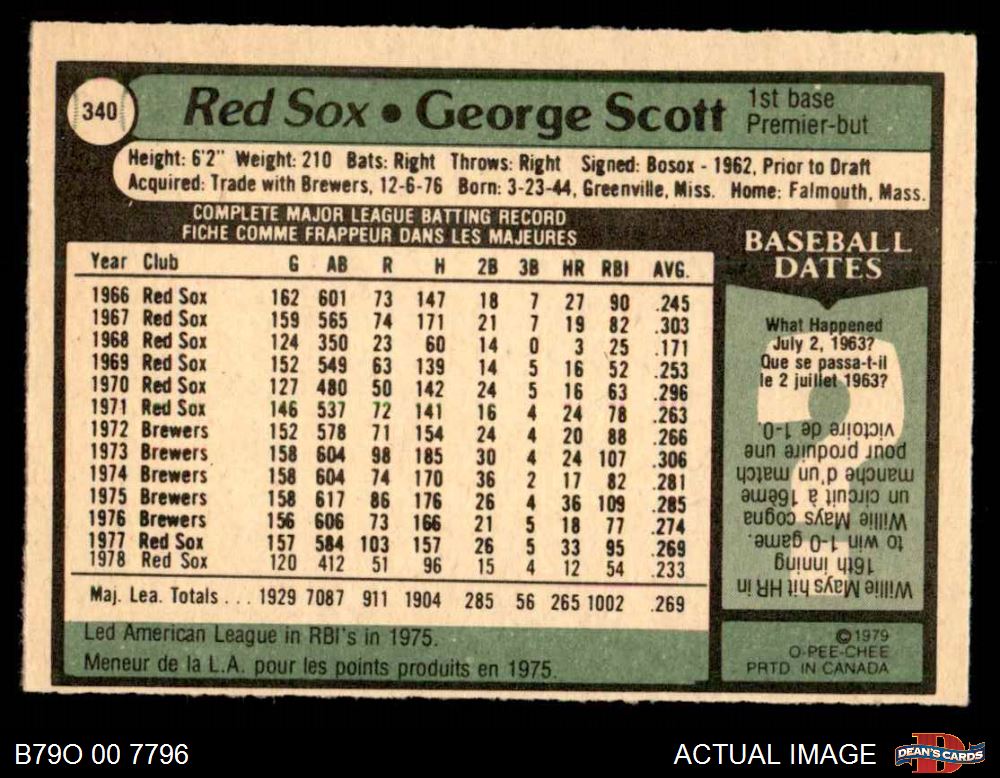 340
Red Sox • George Scott
1st base
Premier-but
Height: 6'2" Weight: 210 Bats: Right Throws: Right Signed: Bosox - 1962, Prior to Draft
Acquired: Trade with Brewers, 12-6-76 Born: 3-23-44, Greenville, Miss. Home: Falmouth, Mass.
COMPLETE MAJOR LEAGUE BATTING RECORD
FICHE COMME FRAPPEUR DANS LES MAJEURES
Year Club G AB R H 2B 3B HR RBI AVG.
1966 Red Sox 162 601 73 147 18 7 27 90 .245
1967 Red Sox 159 565 74 171 21 7 19 82 .303
1968 Red Sox 124 350 23 60 14 0 3 25 .171
1969 Red Sox 152 549 63 139 14 5 16 52 .253
1970 Red Sox 127 480 50 142 24 5 16 63 .296
1971 Red Sox 146 537 72 141 16 4 24 78 .263
1972 Brewers 152 578 71 154 24 4 20 88 .266
1973 Brewers 158 604 98 185 30 4 24 107 .306
1974 Brewers 158 604 74 170 36 2 17 82 .281
1975 Brewers 158 617 86 176 26 4 36 109 .285
1976 Brewers 156 606 73 166 21 5 18 77 .274
1977 Red Sox 157 584 103 157 26 5 33 95 .269
1978 Red Sox 120 412 51 96 15 4 12 54 .233
Maj. Lea. Totals . . . 1929 7087 911 1904 285 56 265 1002 .269
Led American League in RBI's in 1975.
Meneur de la L.A. pour les points produits en 1975.
BASEBALL
DATES
What Happened
July 2, 1963?
Que se passa-t-il
le 2 juillet 1963?
Willie Mays hit HR in
16th inning
to win 1-0 game.
Willie Mays cogna
un circuit à 16ème
manche d'un match
pour produire une
victoire de 1-0.
©1979
O-PEE-CHEE
PRTD. IN CANADA
B79O 00 7796
ACTUAL IMAGE
DEAN'S CARDS